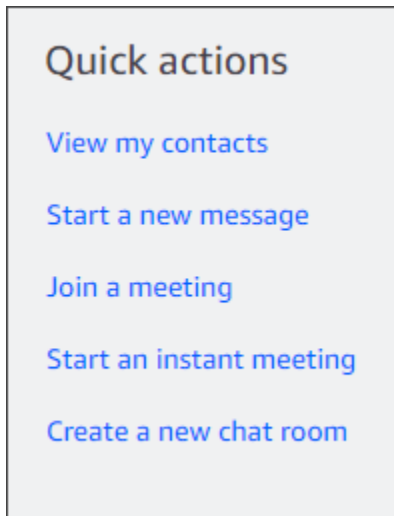 Quick actions
View my contacts
Start a new message
Join a meeting
Start an instant meeting
Create a new chat room